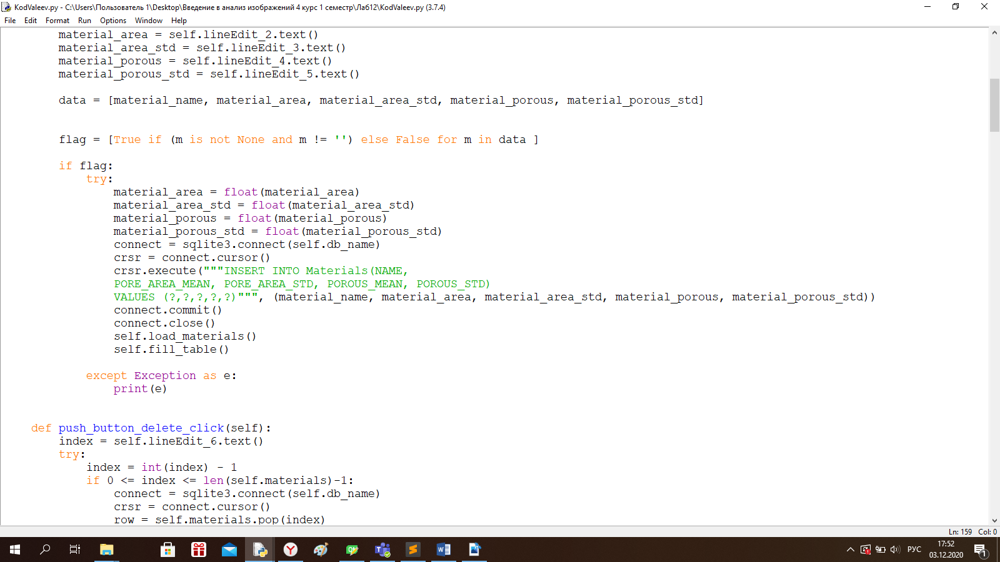 KodValeev.py - C:\Users\Пользователь 1\Desktop\Введение в анализ изображений 4 курс 1 семестр\Лаб12\KodValeev.py (3.7.4)
File Edit Format Run Options Window Help
material_area = self.lineEdit_2.text()
material_area_std = self.lineEdit_3.text()
material_porous = self.lineEdit_4.text()
material_porous_std = self.lineEdit_5.text()
data = [material_name, material_area, material_area_std, material_porous, material_porous_std]
flag = [True if (m is not None and m != '') else False for m in data ]
if flag:
try:
material_area = float(material_area)
material_area_std = float(material_area_std)
material_porous = float(material_porous)
material_porous_std = float(material_porous_std)
connect = sqlite3.connect(self.db_name)
crsr = connect.cursor()
crsr.execute("""INSERT INTO Materials(NAME,
PORE_AREA_MEAN, PORE_AREA_STD, POROUS_MEAN, POROUS_STD)
VALUES (?,?,?,?,?)""", (material_name, material_area, material_area_std, material_porous, material_porous_std))
connect.commit()
connect.close()
self.load_materials()
self.fill_table()
except Exception as e:
print(e)
def push_button_delete_click(self):
index = self.lineEdit_6.text()
try:
index = int(index) - 1
if 0 <= index <= len(self.materials)-1:
connect = sqlite3.connect(self.db_name)
crsr = connect.cursor()
row = self.materials.pop(index)
Ln: 159 Col: 0
РУС
17:52
03.12.2020
1